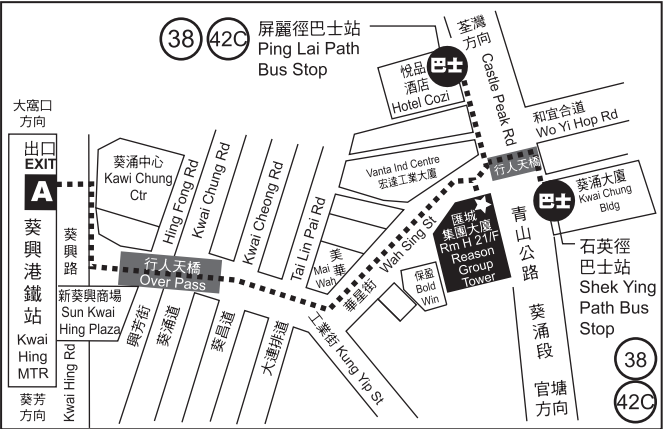 38
42C
屏麗徑巴士站
Ping Lai Path
Bus Stop
荃灣
方向
Castle Peak Rd
巴士
悅品
酒店
Hotel Cozi
和宜合道
Wo Yi Hop Rd
大窩口
方向
出口
EXIT
A
葵興港鐵站
Kwai
Hing
MTR
葵芳
方向
葵興路
Kwai Hing Rd
葵涌中心
Kawi Chung
Ctr
Hing Fong Rd
Kwai Chung Rd
Kwai Cheong Rd
Tai Lin Pai Rd
Vanta Ind Centre
宏達工業大廈
行人天橋
葵涌大廈
Kwai Chung
Bldg
巴士
石英徑
巴士站
Shek Ying
Path Bus
Stop
38
42C
匯城
集團大廈
Rm H 21/F
Reason
Group
Tower
青山公路
葵涌段
官塘
方向
美
華
Mai
Wah
Wah Sing St
華星街
保盈
Bold
Win
行人天橋
Over Pass
新葵興商場
Sun Kwai
Hing Plaza
興芳街
葵涌道
葵昌道
大連排道
工業街 Kung Yip St